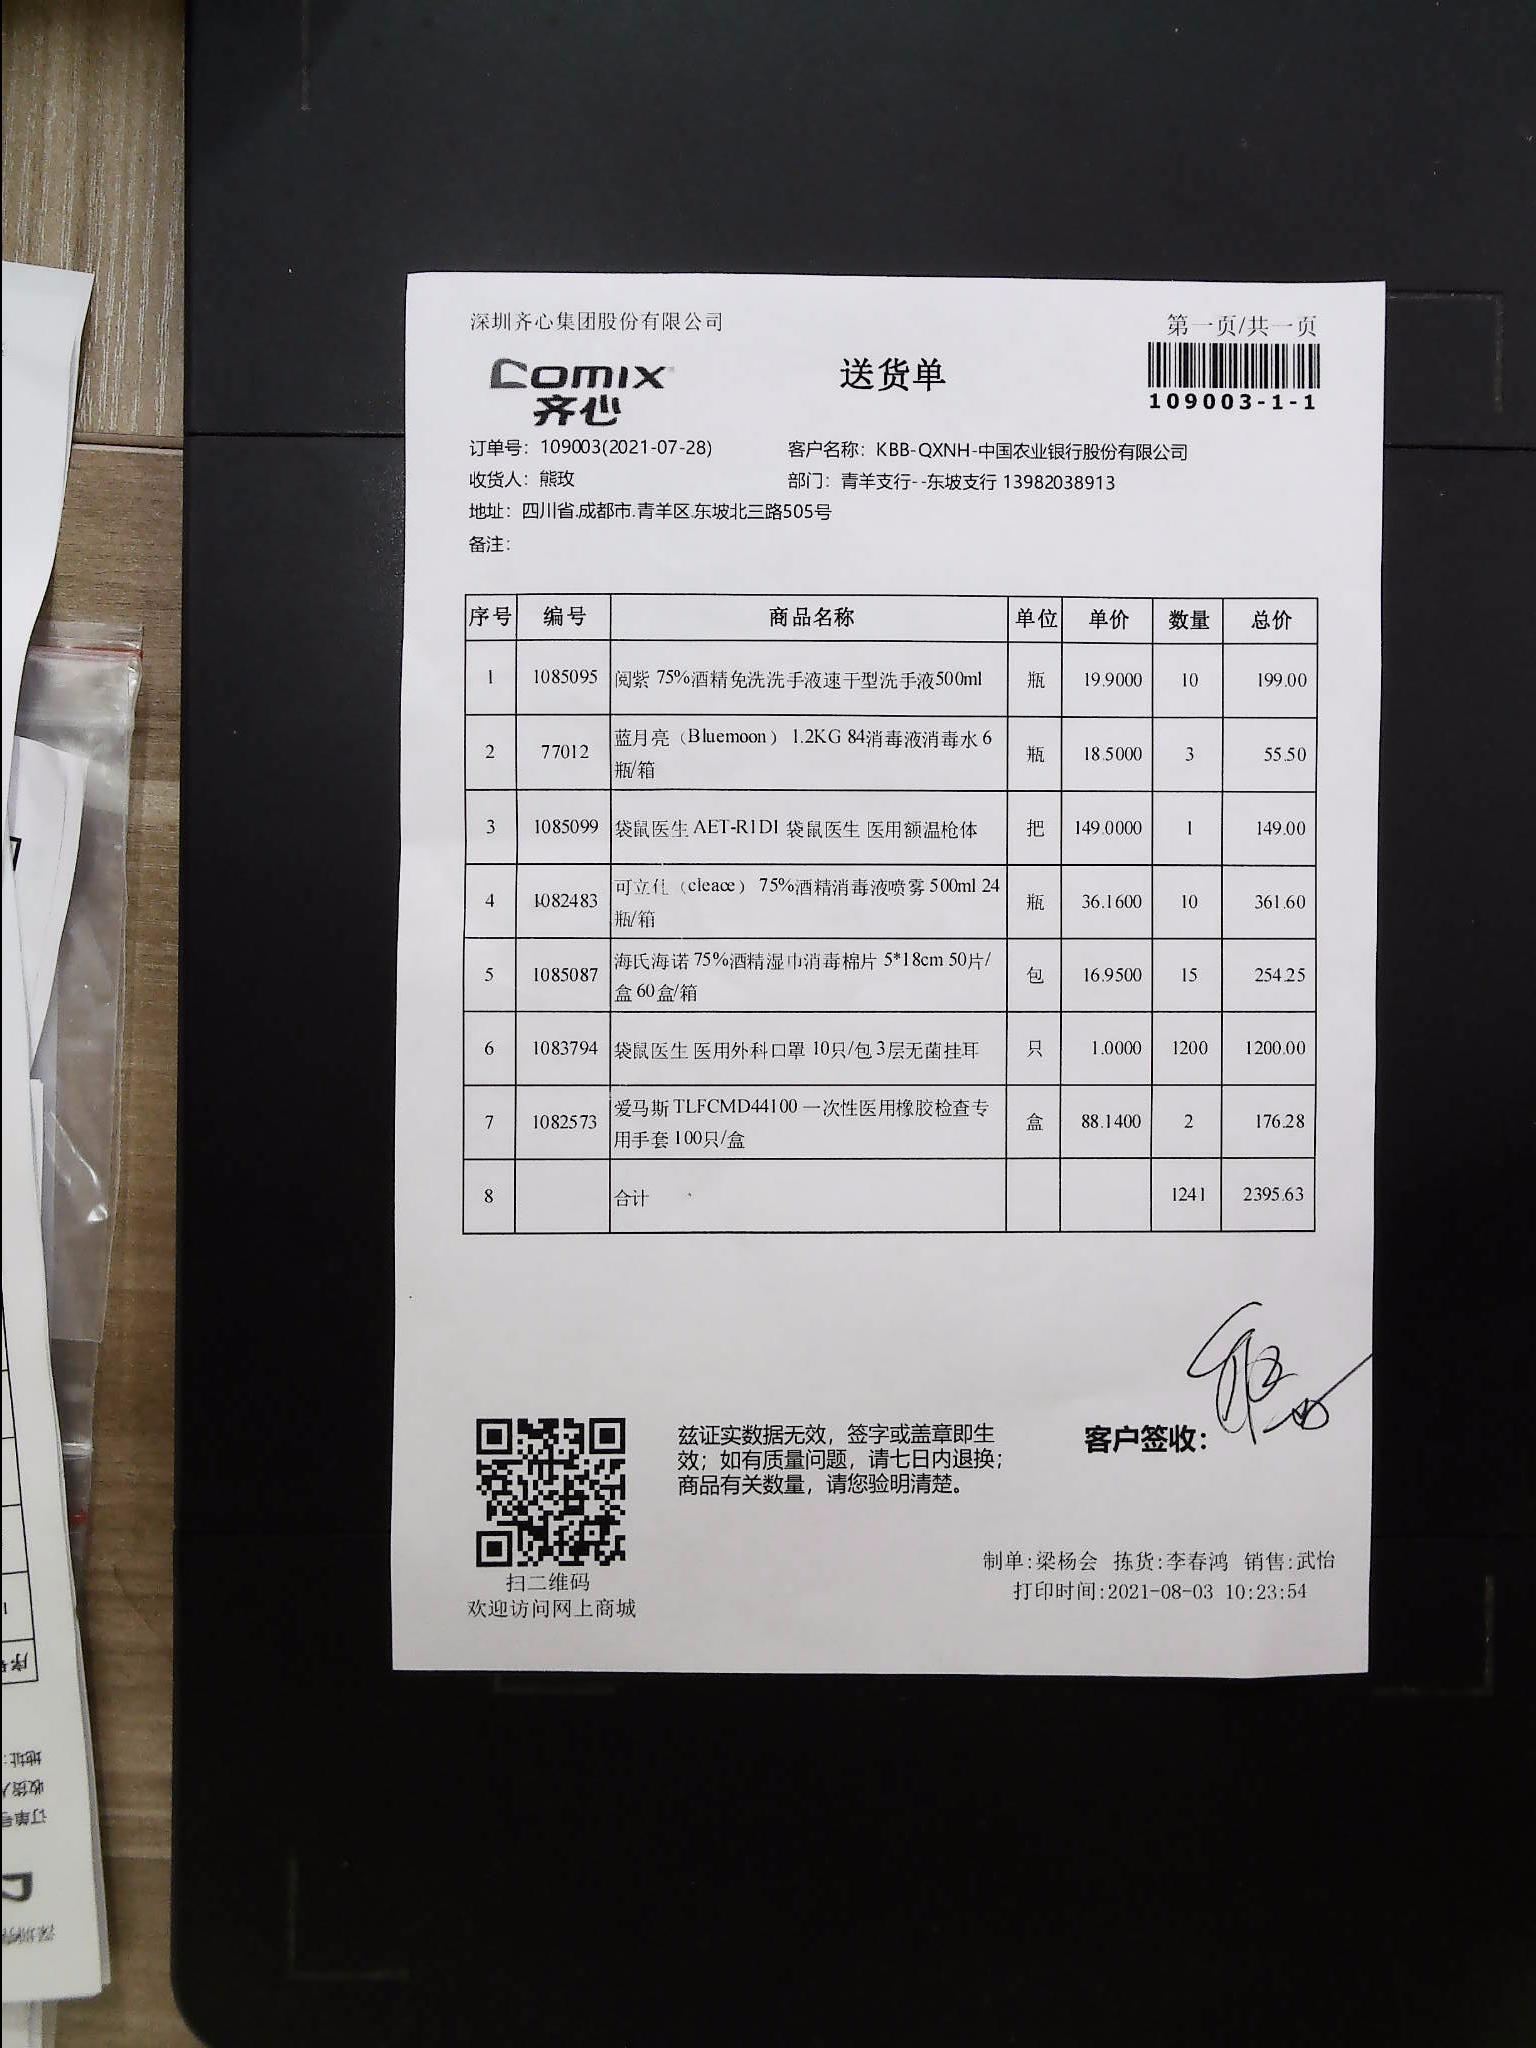 深圳齐心集团股份有限公司
第一页/共一页
comix
齐心
送货单
109003-1-1
订单号：109003(2021-07-28)
客户名称：KBB-QXNH-中国农业银行股份有限公司
收货人：熊玫
部门：青羊支行--东坡支行 13982038913
地址：四川省.成都市.青羊区.东坡北三路505号
备注：
序号 编号 商品名称 单位 单价 数量 总价
1 1085095 阅紫 75%酒精免洗洗手液速干型洗手液500ml 瓶 19.9000 10 199.00
2 77012 蓝月亮（Bluemoon） 1.2KG 84消毒液消毒水 6 瓶 18.5000 3 55.50
瓶/箱
3 1085099 袋鼠医生 AET-R1D1 袋鼠医生 医用额温枪体 把 149.0000 1 149.00
4 1082483 可立仕（cleace） 75%酒精消毒液喷雾 500ml 24 瓶 36.1600 10 361.60
瓶/箱
5 1085087 海氏海诺 75%酒精湿巾消毒棉片 5*18cm 50片/ 包 16.9500 15 254.25
盒 60盒/箱
6 1083794 袋鼠医生 医用外科口罩 10只/包 3层无菌挂耳 只 1.0000 1200 1200.00
7 1082573 爱马斯 TLFCMD44100 一次性医用橡胶检查专 盒 88.1400 2 176.28
用手套 100只/盒
8 合计 1241 2395.63
兹证实数据无效，签字或盖章即生
效；如有质量问题，请七日内退换；
商品有关数量，请您验明清楚。
客户签收：
扫二维码
欢迎访问网上商城
制单:梁杨会 拣货:李春鸿 销售:武怡
打印时间:2021-08-03 10:23:54